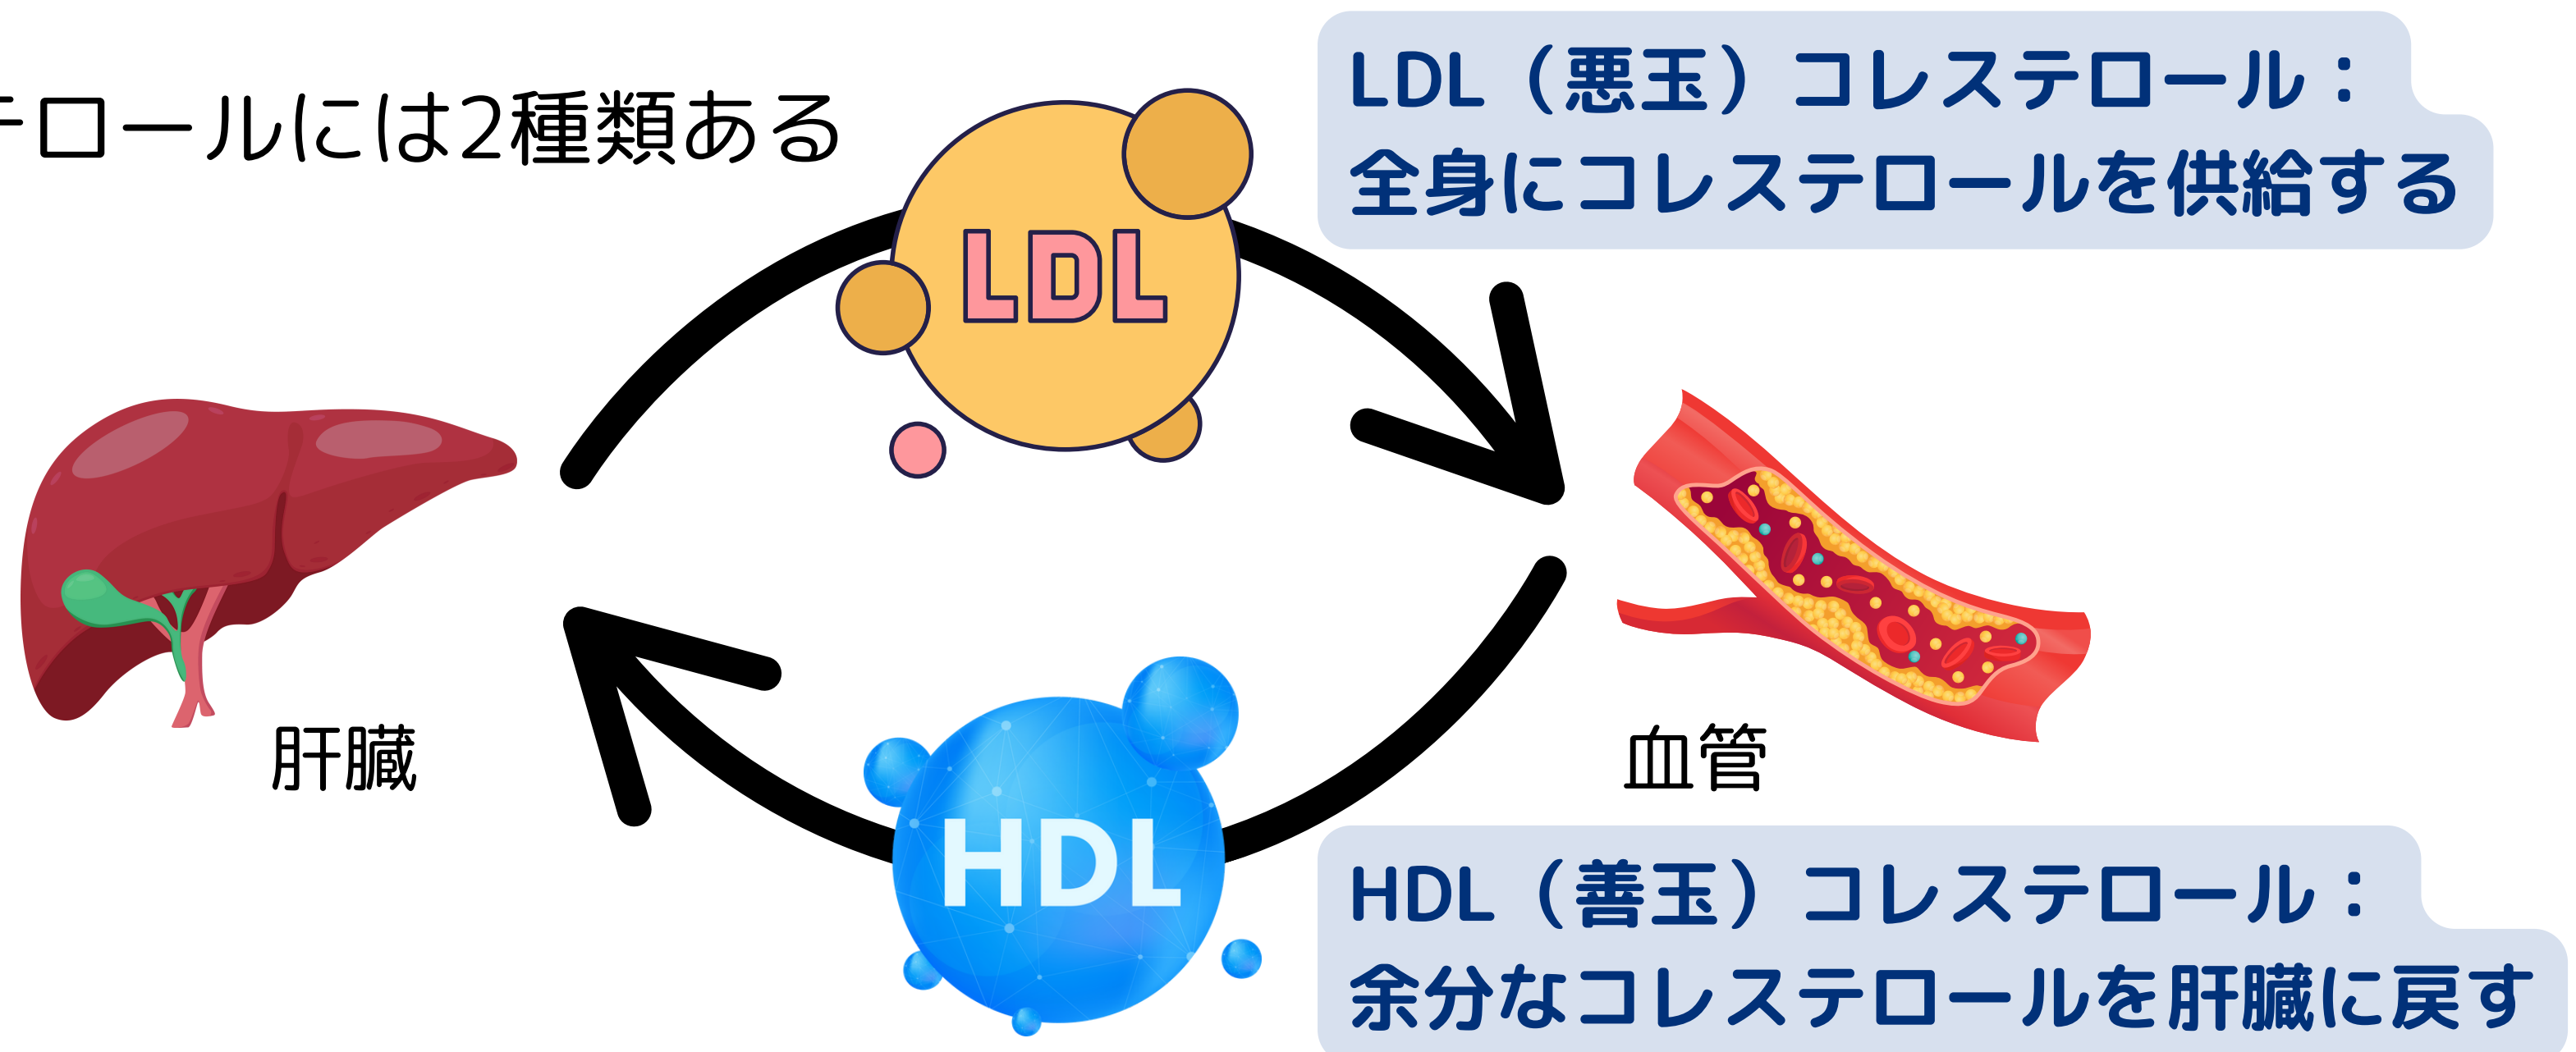 テロールには2種類ある
LDL（悪玉）コレステロール：
全身にコレステロールを供給する
LDL
肝臓
血管
HDL
HDL（善玉）コレステロール：
余分なコレステロールを肝臓に戻す